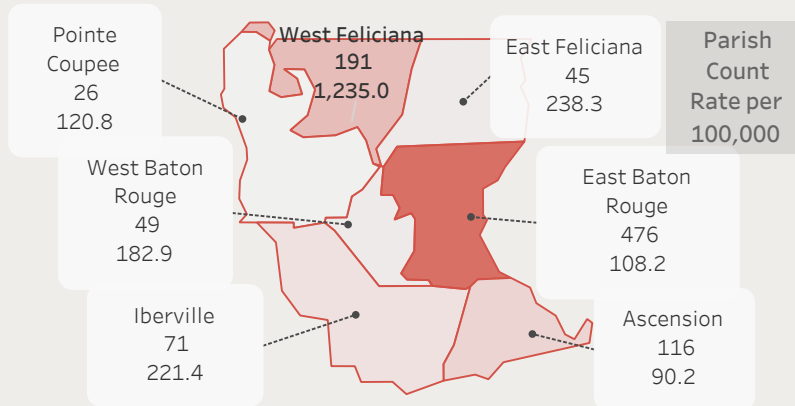 Pointe
Coupee
26
120.8
West Feliciana
191
1,235.0
East Feliciana
45
238.3
Parish
Count
Rate per
100,000
West Baton
Rouge
49
182.9
East Baton
Rouge
476
108.2
Iberville
71
221.4
Ascension
116
90.2